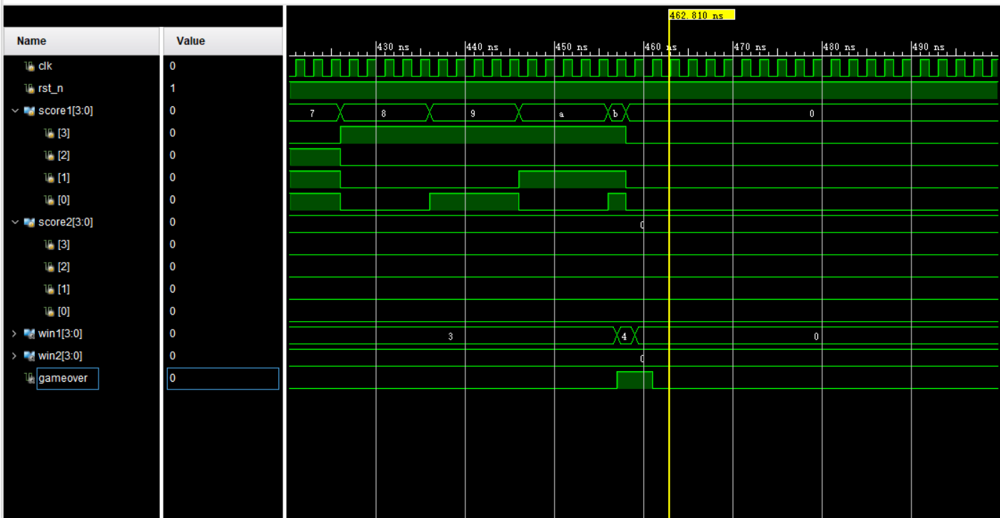 462.810 ns
Name Value
430 ns 440 ns 450 ns 460 ns 470 ns 480 ns 490 ns
clk 0
rst_n 1
score1[3:0] 0 7 8 9 a b 0
[3] 0
[2] 0
[1] 0
[0] 0
score2[3:0] 0 0
[3] 0
[2] 0
[1] 0
[0] 0
win1[3:0] 0 3 4 0
win2[3:0] 0 0
gameover 0